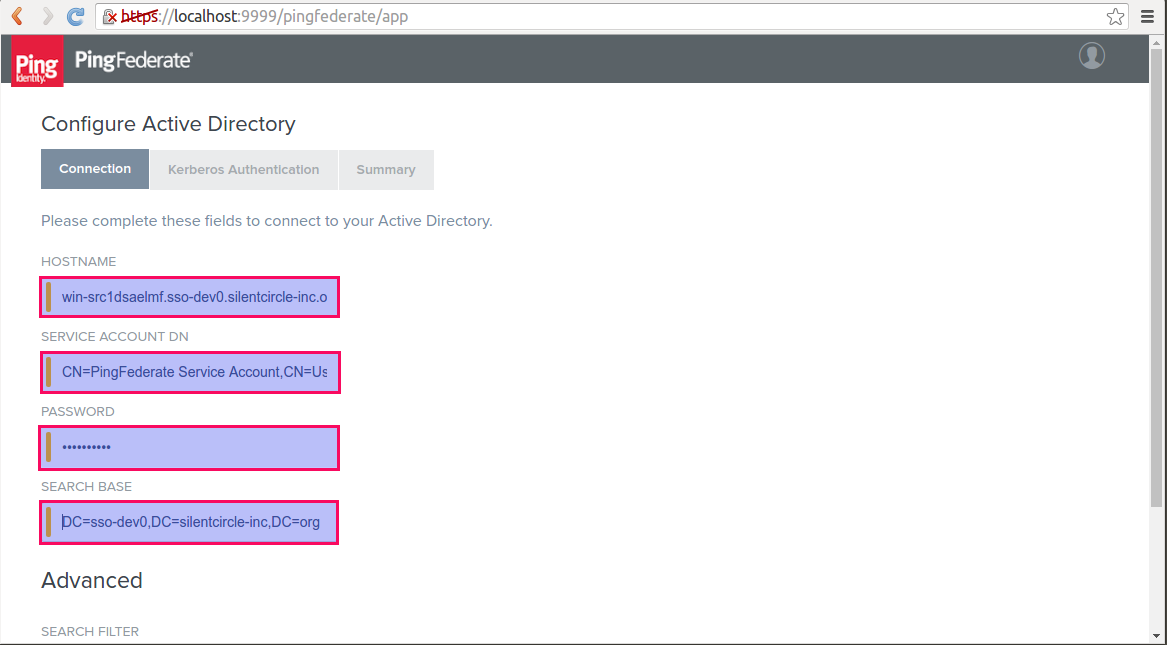 https://localhost:9999/pingfederate/app
Ping
Identity.
PingFederate®
Configure Active Directory
Connection Kerberos Authentication Summary
Please complete these fields to connect to your Active Directory.
HOSTNAME
win-src1dsaelmf.sso-dev0.silentcircle-inc.o
SERVICE ACCOUNT DN
CN=PingFederate Service Account,CN=Us
PASSWORD
••••••••••
SEARCH BASE
DC=sso-dev0,DC=silentcircle-inc,DC=org
Advanced
SEARCH FILTER